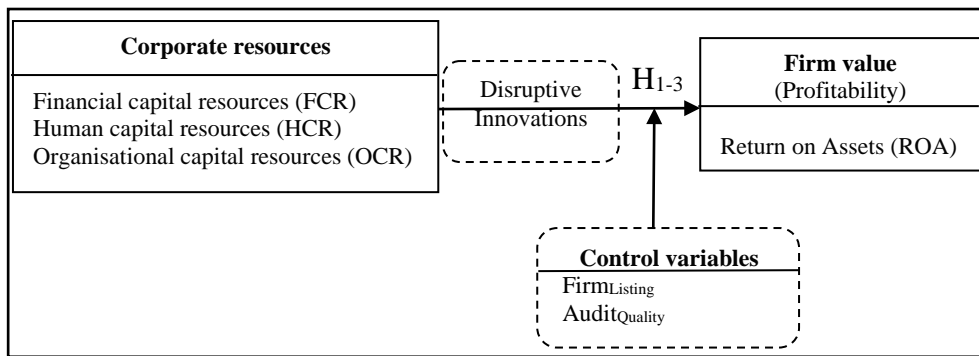 Corporate resources
Financial capital resources (FCR)
Human capital resources (HCR)
Organisational capital resources (OCR)
Disruptive
Innovations
H1-3
Firm value
(Profitability)
Return on Assets (ROA)
Control variables
FirmListing
AuditQuality